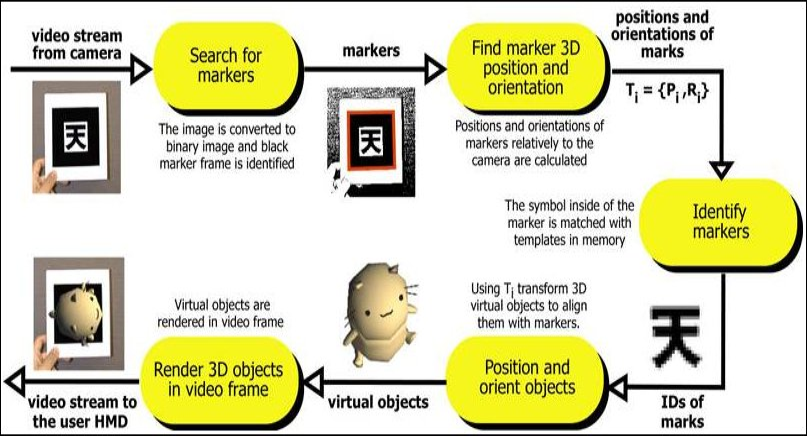 video stream
from camera
Search for
markers
The image is converted to
binary image and black
marker frame is identified
天
markers
天
Find marker 3D
position and
orientation
Positions and orientations of
markers relatively to the
camera are calculated
positions and
orientations of
marks
Ti = {Pi ,Ri}
Identify
markers
The symbol inside of the
marker is matched with
templates in memory
天
IDs of
marks
Position and
orient objects
Using Ti transform 3D
virtual objects to align
them with markers.
virtual objects
Render 3D objects
in video frame
Virtual objects are
rendered in video frame
video stream to
the user HMD